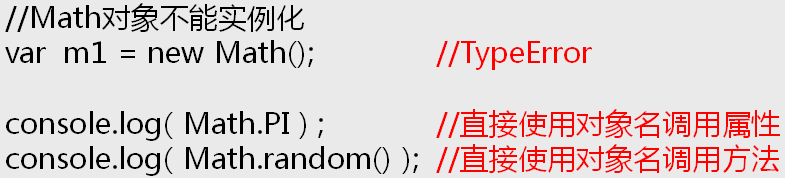 //Math对象不能实例化
var m1 = new Math(); //TypeError
console.log( Math.PI ) ; //直接使用对象名调用属性
console.log( Math.random() ); //直接使用对象名调用方法